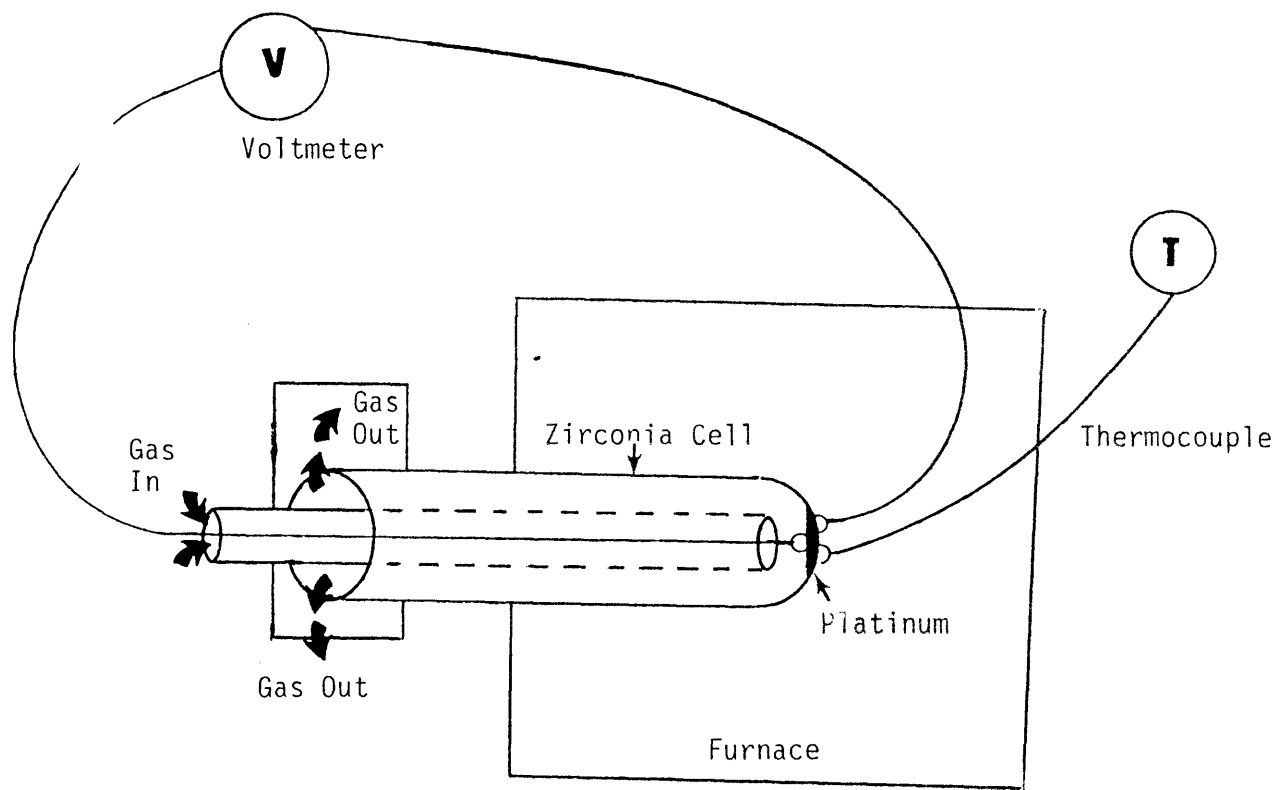 V
Voltmeter
T
Gas
Out
Zirconia Cell
Thermocouple
Gas
In
Platinum
Gas Out
Furnace